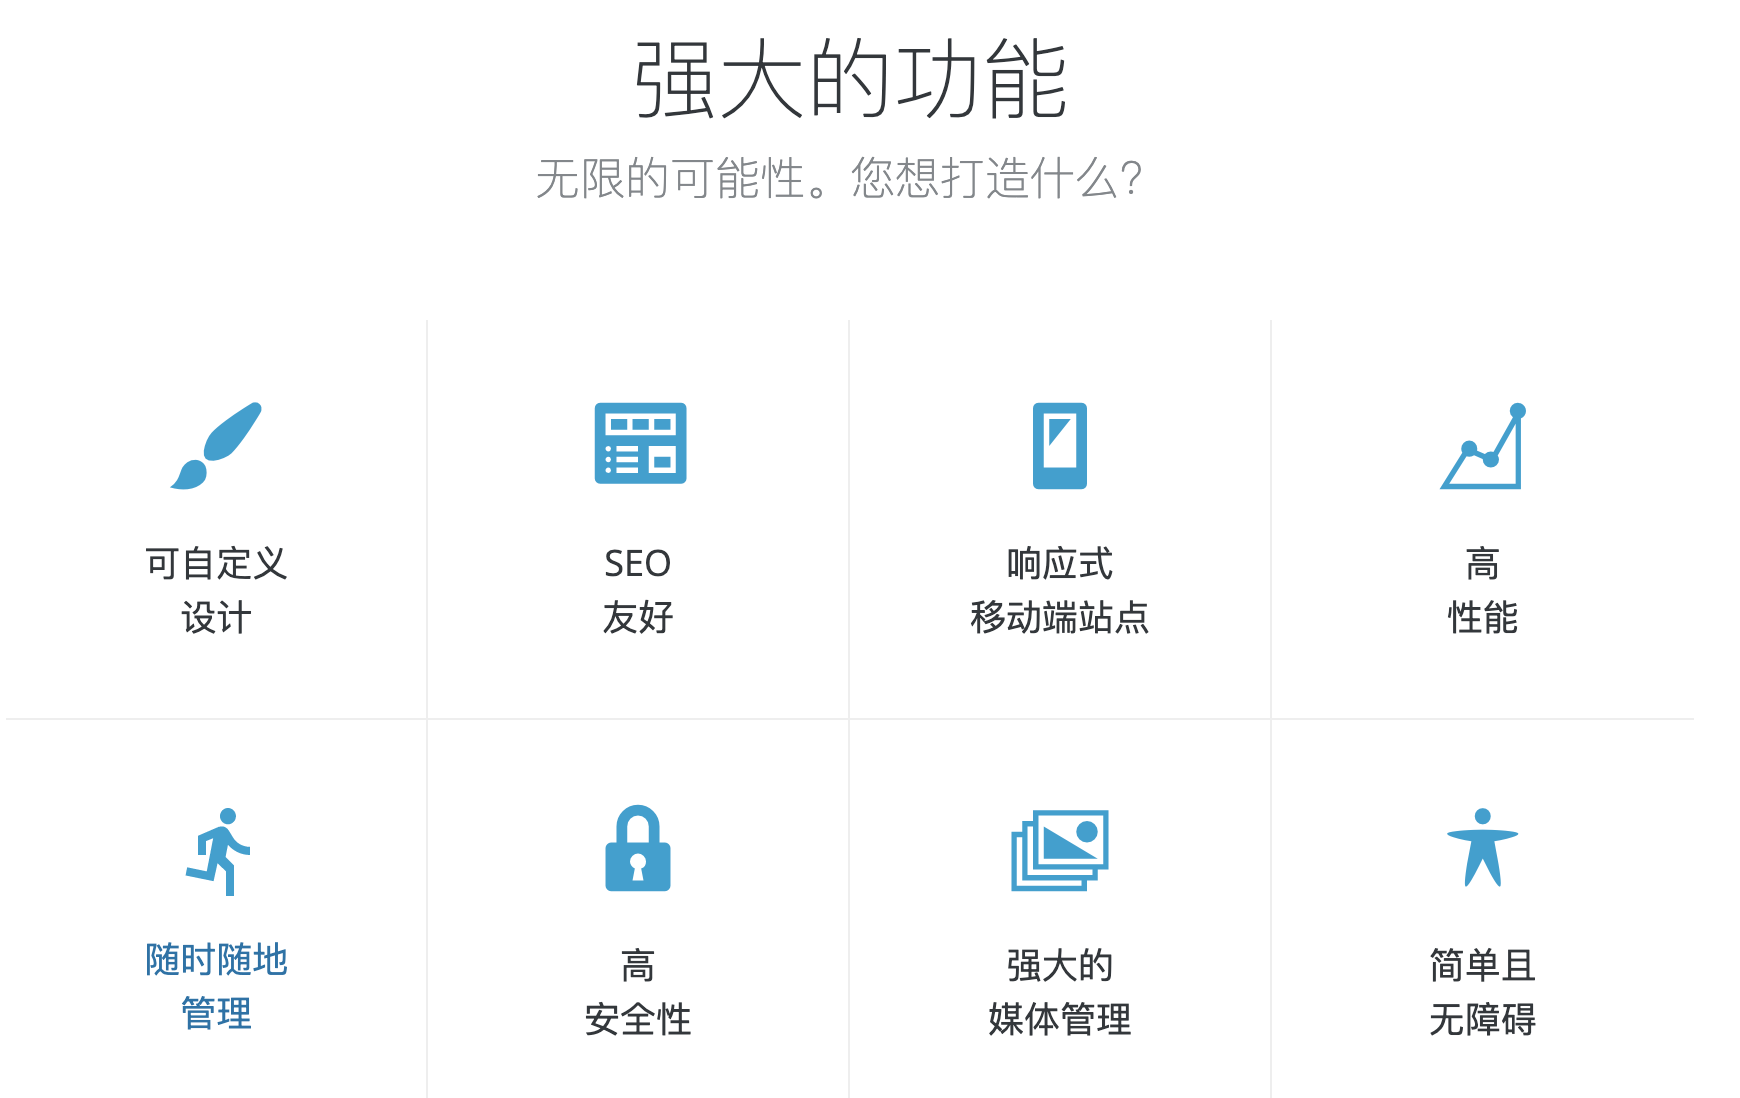 强大的功能
无限的可能性。您想打造什么？
可自定义
设计
SEO
友好
响应式
移动端站点
高
性能
随时随地
管理
高
安全性
强大的
媒体管理
简单且
无障碍